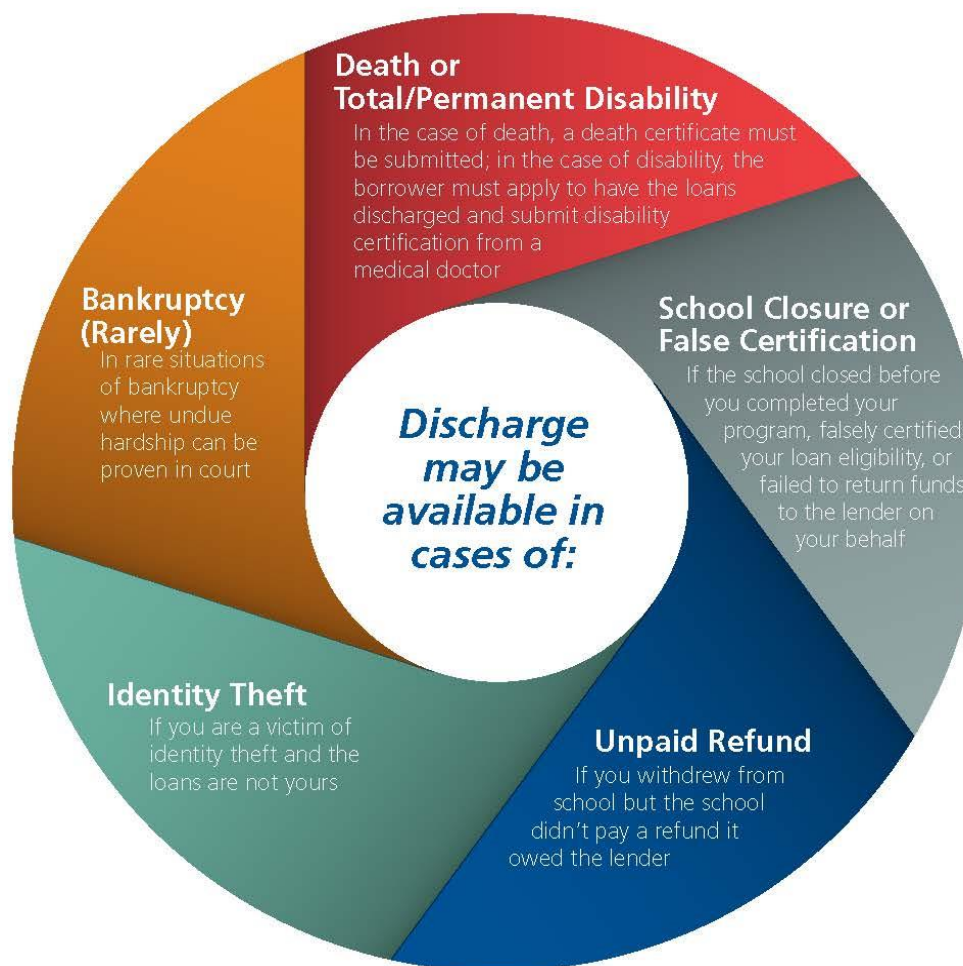 Death or
Total/Permanent Disability
In the case of death, a death certificate must
be submitted; in the case of disability, the
borrower must apply to have the loans
discharged and submit disability
certification from a
medical doctor
School Closure or
False Certification
If the school closed before
you completed your
program, falsely certified
your loan eligibility, or
failed to return funds
to the lender on
your behalf
Unpaid Refund
If you withdrew from
school but the school
didn’t pay a refund it
owed the lender
Identity Theft
If you are a victim of
identity theft and the
loans are not yours
Bankruptcy
(Rarely)
In rare situations
of bankruptcy
where undue
hardship can be
proven in court
Discharge
may be
available in
cases of: